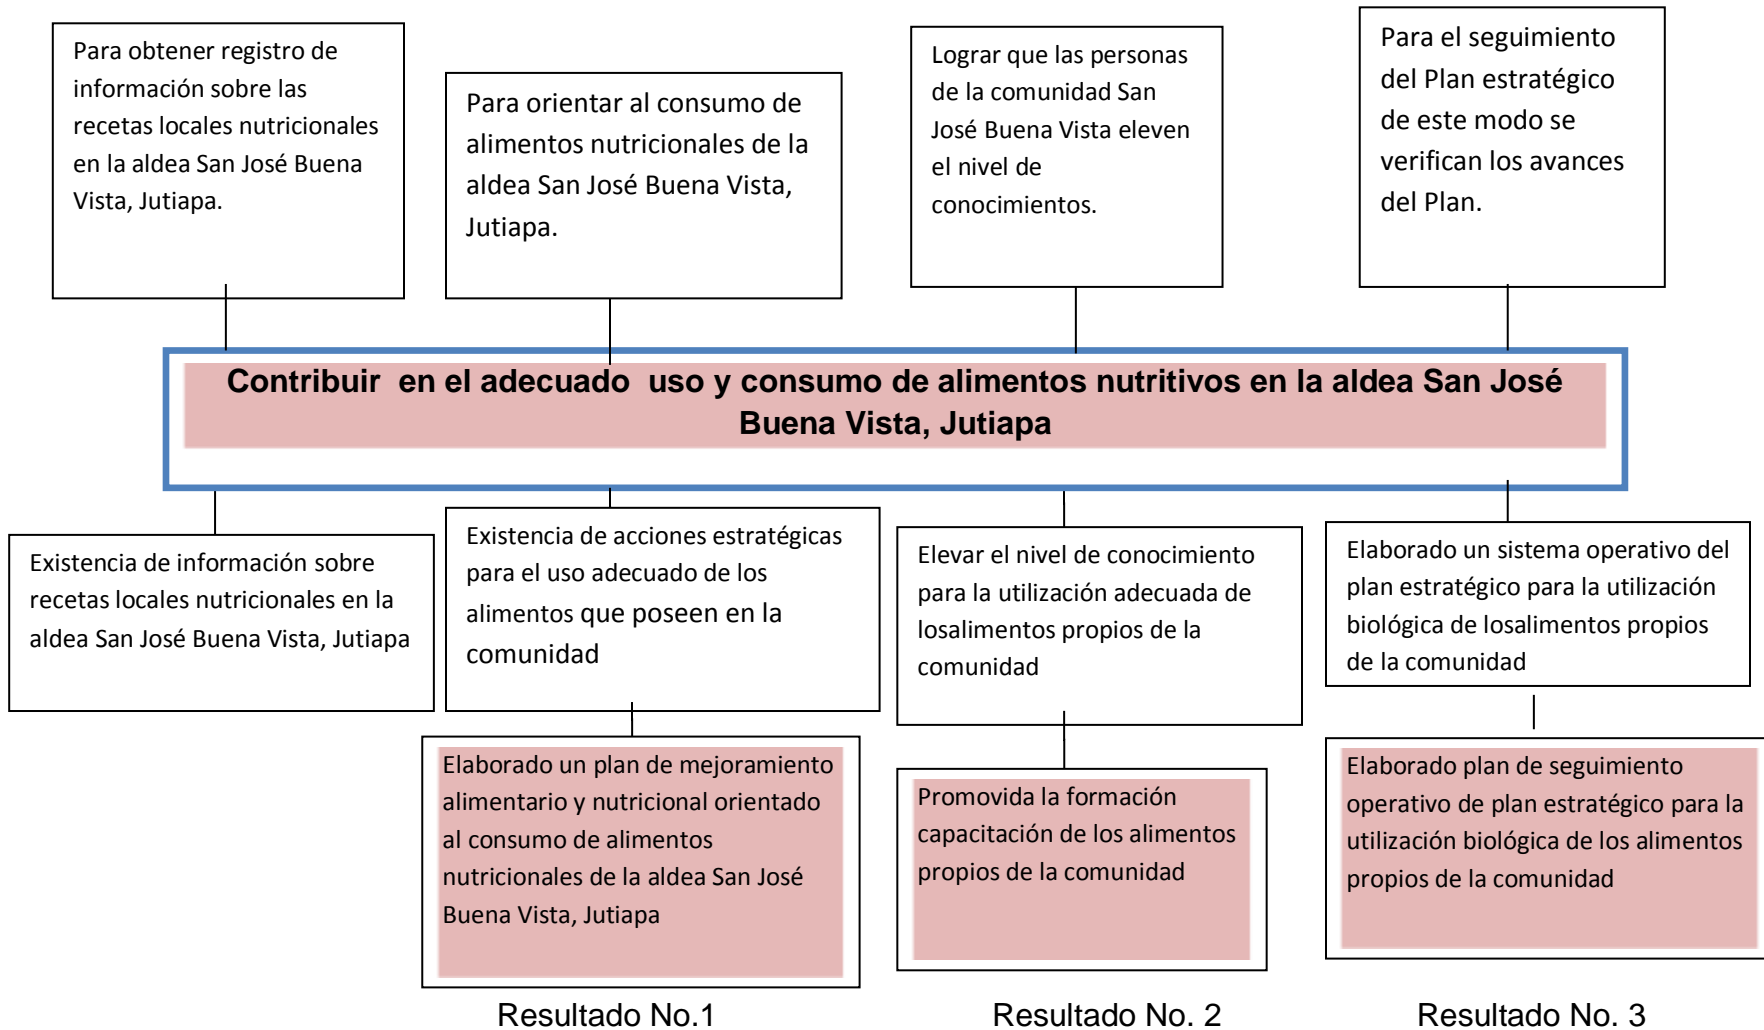 Para obtener registro de
información sobre las
recetas locales nutricionales
en la aldea San José Buena
Vista, Jutiapa.
Para orientar al consumo de
alimentos nutricionales de la
aldea San José Buena Vista,
Jutiapa.
Lograr que las personas
de la comunidad San
José Buena Vista eleven
el nivel de
conocimientos.
Para el seguimiento
del Plan estratégico
de este modo se
verifican los avances
del Plan.
Contribuir en el adecuado uso y consumo de alimentos nutritivos en la aldea San José
Buena Vista, Jutiapa
Existencia de información sobre
recetas locales nutricionales en la
aldea San José Buena Vista, Jutiapa
Existencia de acciones estratégicas
para el uso adecuado de los
alimentos que poseen en la
comunidad
Elevar el nivel de conocimiento
para la utilización adecuada de
losalimentos propios de la
comunidad
Elaborado un sistema operativo del
plan estratégico para la utilización
biológica de losalimentos propios
de la comunidad
Elaborado un plan de mejoramiento
alimentario y nutricional orientado
al consumo de alimentos
nutricionales de la aldea San José
Buena Vista, Jutiapa
Promovida la formación
capacitación de los alimentos
propios de la comunidad
Elaborado plan de seguimiento
operativo de plan estratégico para la
utilización biológica de los alimentos
propios de la comunidad
Resultado No.1
Resultado No. 2
Resultado No. 3